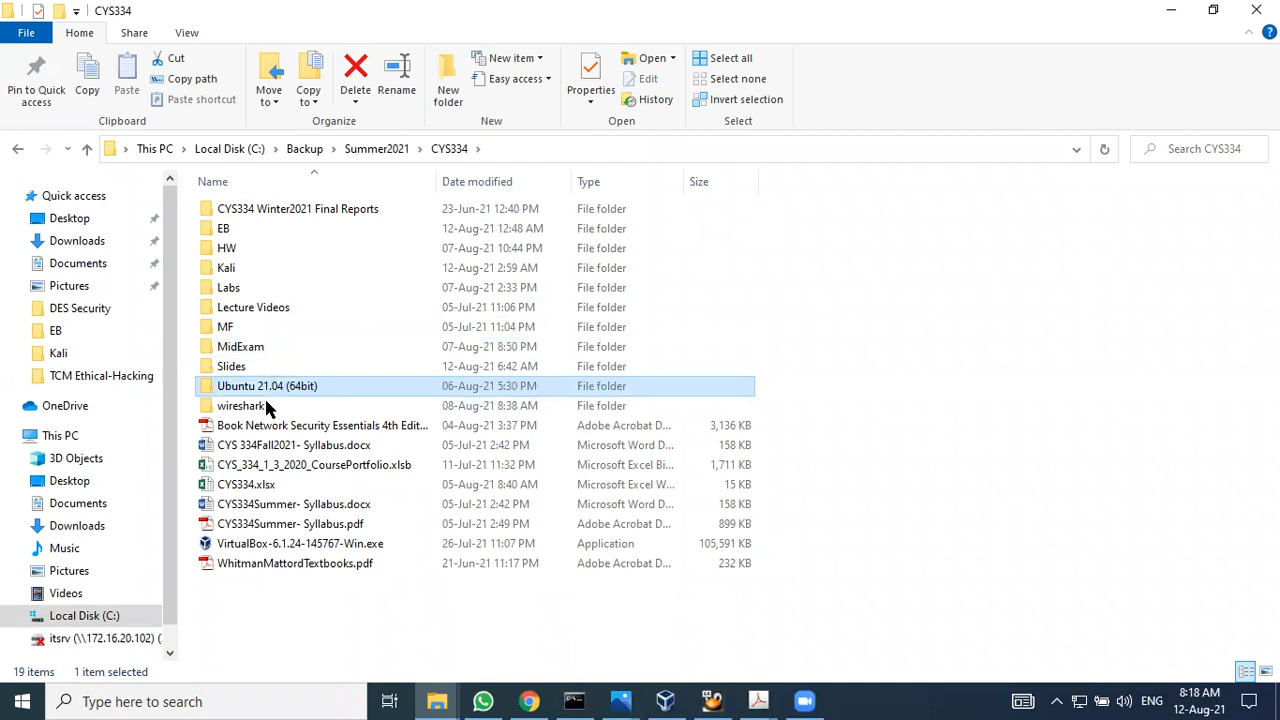 CYS334
File Home Share View
Pin to Quick access
Copy
Paste
Cut
Copy path
Paste shortcut
Clipboard
Move to
Copy to
Delete
Rename
Organize
New folder
New item
Easy access
New
Properties
Open
Edit
History
Open
Select all
Select none
Invert selection
Select
This PC > Local Disk (C:) > Backup > Summer2021 > CYS334 >
Search CYS334
Quick access
Desktop
Downloads
Documents
Pictures
DES Security
EB
Kali
TCM Ethical-Hacking
OneDrive
This PC
3D Objects
Desktop
Documents
Downloads
Music
Pictures
Videos
Local Disk (C:)
itsrv (\\172.16.20.102) (
Name Date modified Type Size
CYS334 Winter2021 Final Reports 23-Jun-21 12:40 PM File folder
EB 12-Aug-21 12:48 AM File folder
HW 07-Aug-21 10:44 PM File folder
Kali 12-Aug-21 2:59 AM File folder
Labs 07-Aug-21 2:33 PM File folder
Lecture Videos 05-Jul-21 11:06 PM File folder
MF 05-Jul-21 11:04 PM File folder
MidExam 07-Aug-21 8:50 PM File folder
Slides 12-Aug-21 6:42 AM File folder
Ubuntu 21.04 (64bit) 06-Aug-21 5:30 PM File folder
wireshark 08-Aug-21 8:38 AM File folder
Book Network Security Essentials 4th Edit... 04-Aug-21 3:37 PM Adobe Acrobat D... 3,136 KB
CYS 334Fall2021- Syllabus.docx 05-Jul-21 2:42 PM Microsoft Word D... 158 KB
CYS_334_1_3_2020_CoursePortfolio.xlsb 11-Jul-21 11:32 PM Microsoft Excel Bi... 1,711 KB
CYS334.xlsx 05-Aug-21 8:40 AM Microsoft Excel W... 15 KB
CYS334Summer- Syllabus.docx 05-Jul-21 2:42 PM Microsoft Word D... 158 KB
CYS334Summer- Syllabus.pdf 05-Jul-21 2:49 PM Adobe Acrobat D... 899 KB
VirtualBox-6.1.24-145767-Win.exe 26-Jul-21 11:07 PM Application 105,591 KB
WhitmanMattordTextbooks.pdf 21-Jun-21 11:17 PM Adobe Acrobat D... 232 KB
19 items 1 item selected
Type here to search
ENG
8:18 AM
12-Aug-21